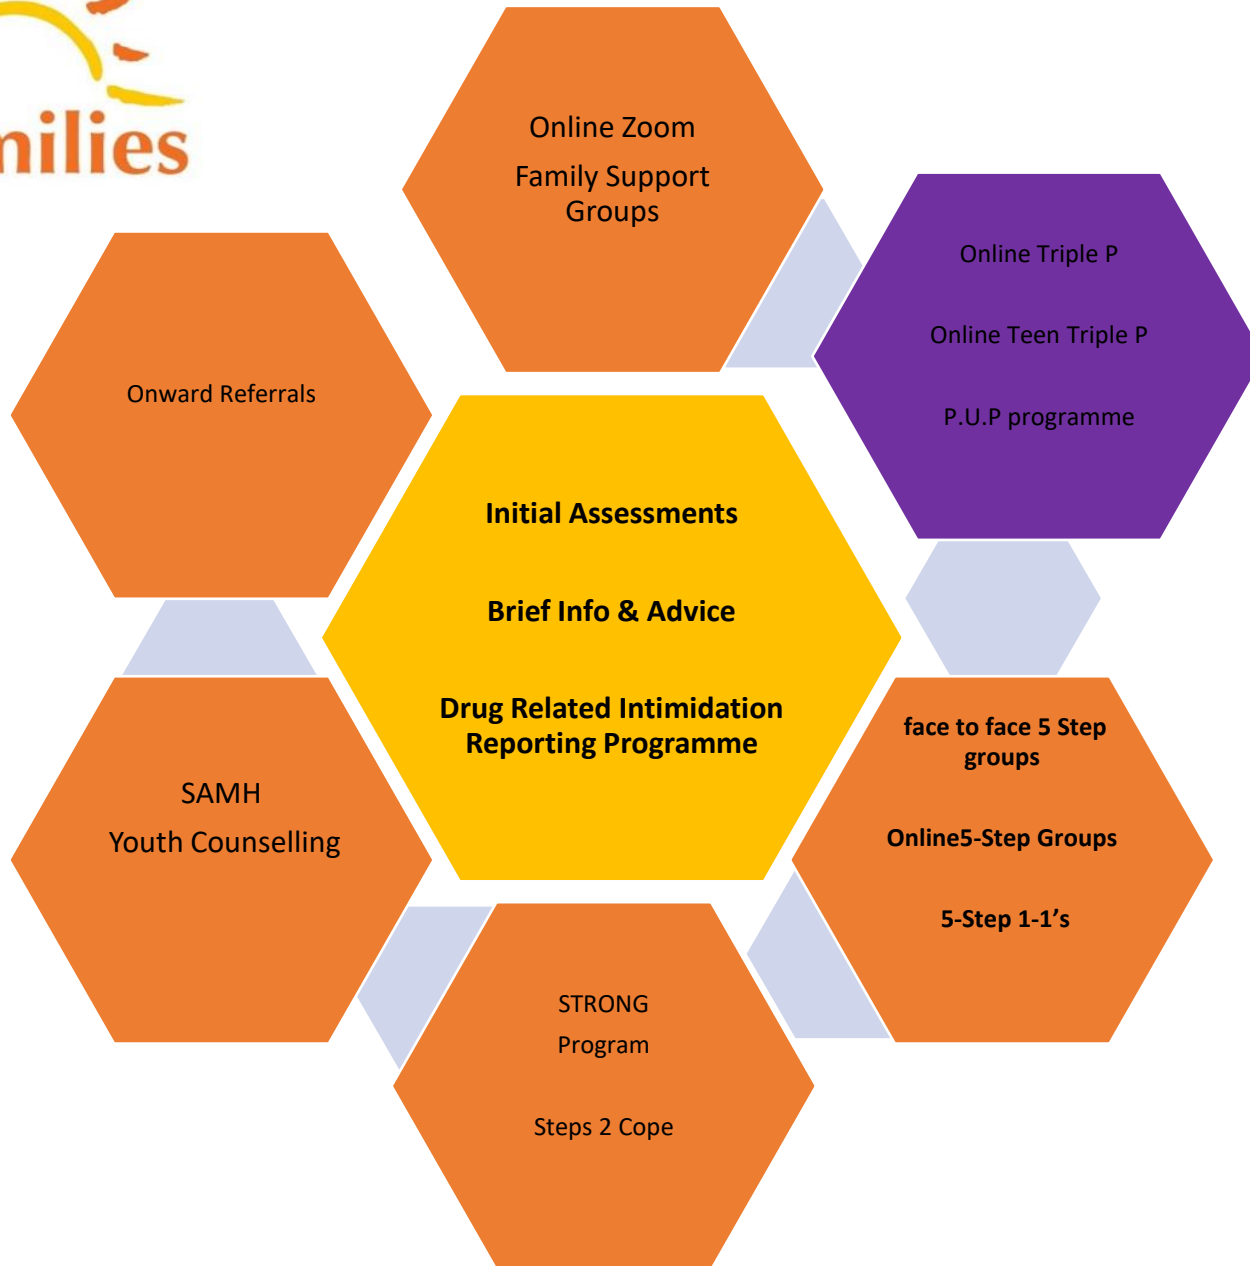 Online Zoom
Family Support
Groups
Online Triple P
Online Teen Triple P
P.U.P programme
Onward Referrals
Initial Assessments
Brief Info & Advice
Drug Related Intimidation
Reporting Programme
face to face 5 Step
groups
Online5-Step Groups
5-Step 1-1’s
SAMH
Youth Counselling
STRONG
Program
Steps 2 Cope